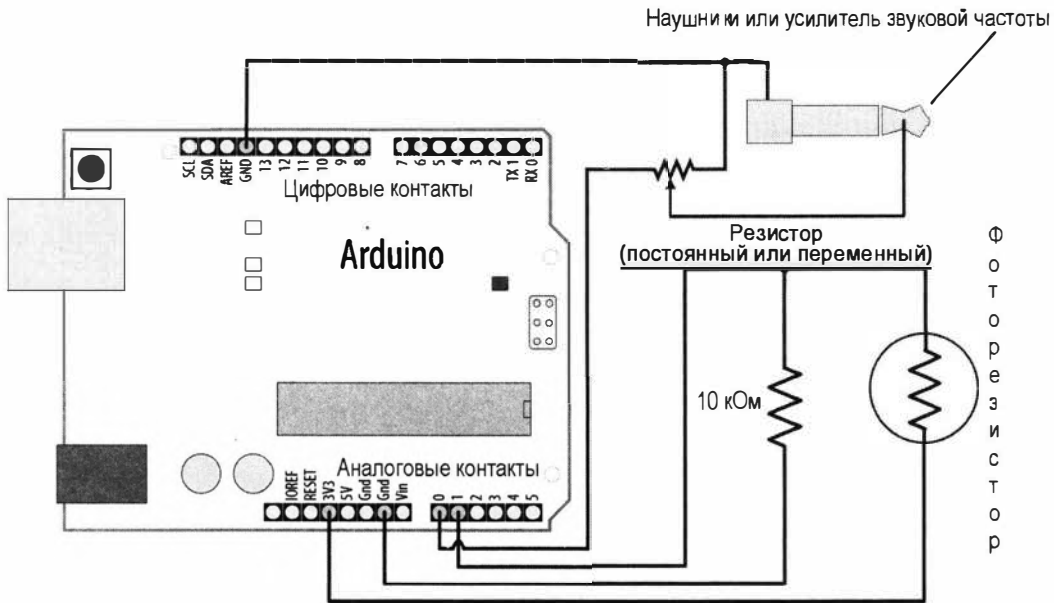 Наушники или усилитель звуковой частоты
SCL
SDA
AREF
GND
13
12
11
10
9
8
7
6
5
4
3
2
TX 1
RX 0
Цифровые контакты
Arduino
Резистор
(постоянный или переменный)
Фоторезистор
10 кОм
Аналоговые контакты
IOREF
RESET
3V3
5V
Gnd
Gnd
Vin
0
1
2
3
4
5